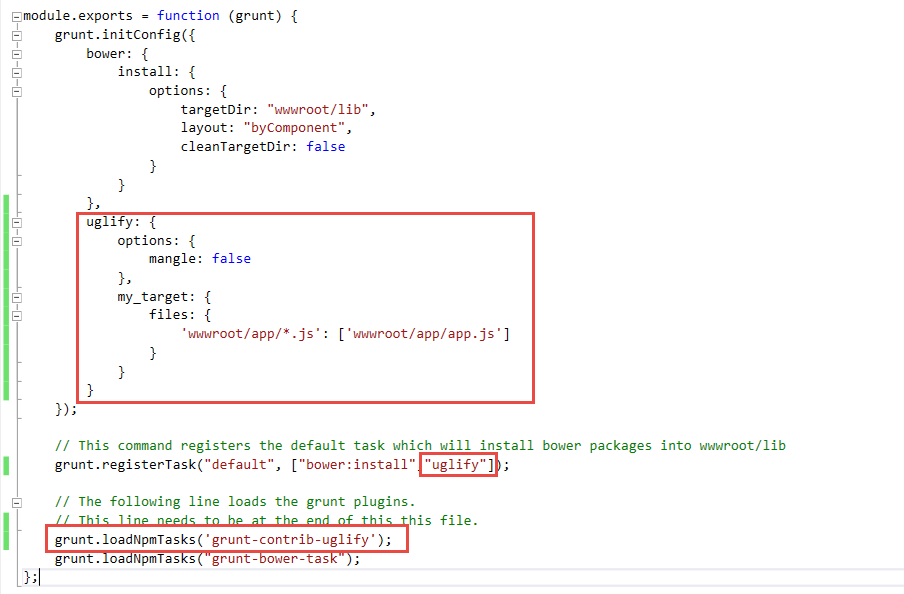 module.exports = function (grunt) {
    grunt.initConfig({
        bower: {
            install: {
                options: {
                    targetDir: "wwwroot/lib",
                    layout: "byComponent",
                    cleanTargetDir: false
                }
            }
        },
        uglify: {
            options: {
                mangle: false
            },
            my_target: {
                files: {
                    'wwwroot/app/*.js': ['wwwroot/app/app.js']
                }
            }
        }
    });
    // This command registers the default task which will install bower packages into wwwroot/lib
    grunt.registerTask("default", ["bower:install","uglify"]);
    // The following line loads the grunt plugins.
    // This line needs to be at the end of this this file.
    grunt.loadNpmTasks('grunt-contrib-uglify');
    grunt.loadNpmTasks("grunt-bower-task");
};